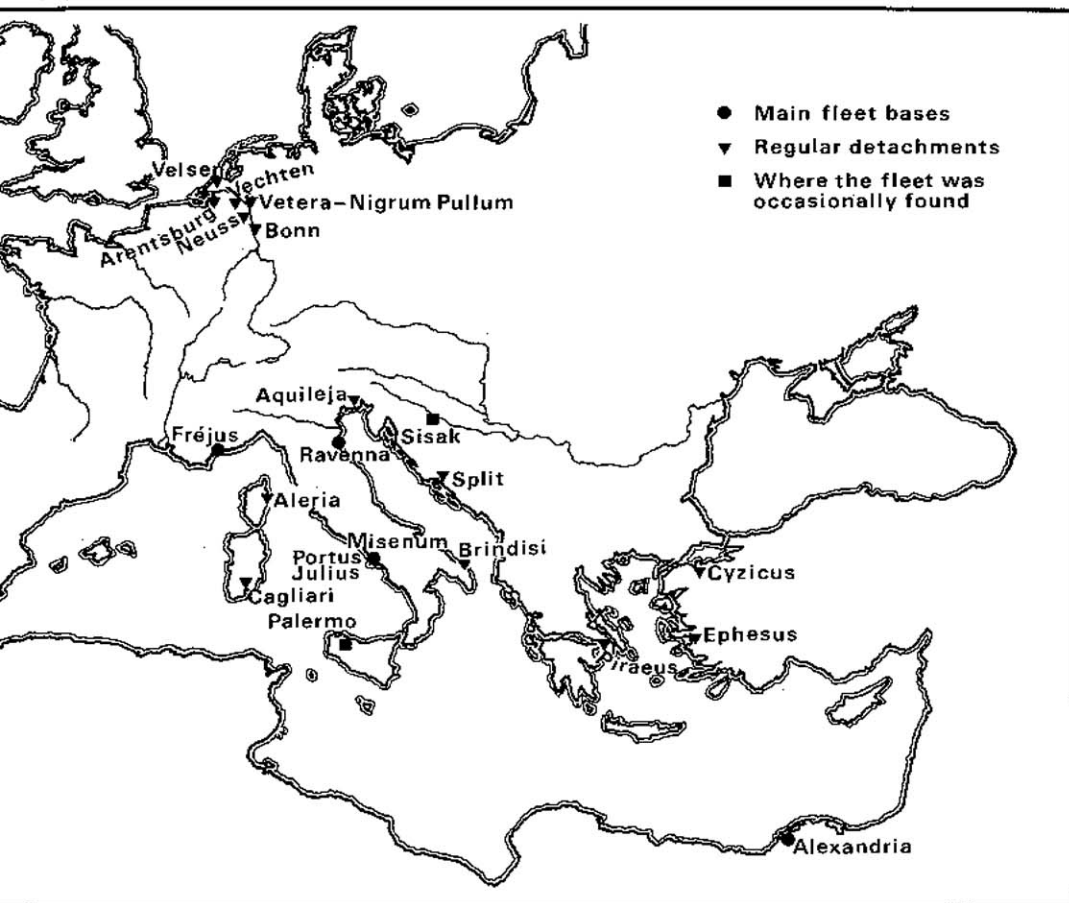 Main fleet bases
Regular detachments
Where the fleet was
occasionally found
Velsen
Vechten
Vetera-Nigrum Pullum
Arentsburg
Neuss
Bonn
Aquileja
Sisak
Fréjus
Ravenna
Split
Aleria
Misenum
Portus
Julius
Brindisi
Cagliari
Cyzicus
Palermo
Ephesus
Piraeus
Alexandria